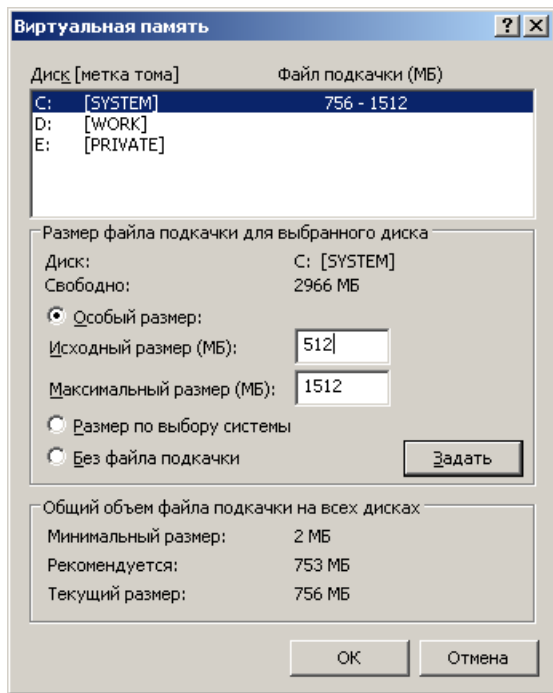 Виртуальная память
Диск [метка тома] Файл подкачки (МБ)
C: [SYSTEM] 756 - 1512
D: [WORK]
E: [PRIVATE]
Размер файла подкачки для выбранного диска
Диск: C: [SYSTEM]
Свободно: 2966 МБ
Особый размер:
Исходный размер (МБ): 512
Максимальный размер (МБ): 1512
Размер по выбору системы
Без файла подкачки Задать
Общий объем файла подкачки на всех дисках
Минимальный размер: 2 МБ
Рекомендуется: 753 МБ
Текущий размер: 756 МБ
ОК Отмена